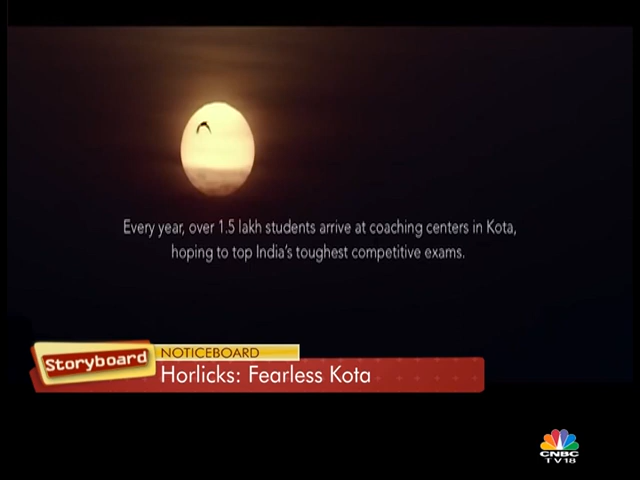 Every year, over 1.5 lakh students arrive at coaching centers in Kota,
hoping to top India's toughest competitive exams.
Storyboard
NOTICEBOARD
Horlicks: Fearless Kota
CNBC
TV18